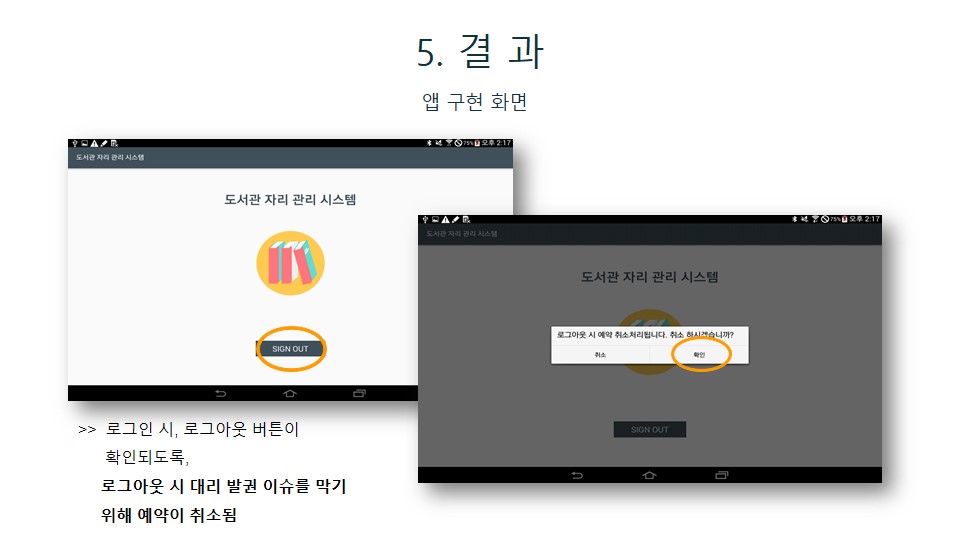 5. 결 과
앱 구현 화면
75% 오후 2:17
도서관 자리 관리 시스템
도서관 자리 관리 시스템
SIGN OUT
75% 오후 2:17
도서관 자리 관리 시스템
도서관 자리 관리 시스템
로그아웃 시 예약 취소처리됩니다. 취소 하시겠습니까?
취소 확인
SIGN OUT
>> 로그인 시, 로그아웃 버튼이
확인되도록,
로그아웃 시 대리 발권 이슈를 막기
위해 예약이 취소됨